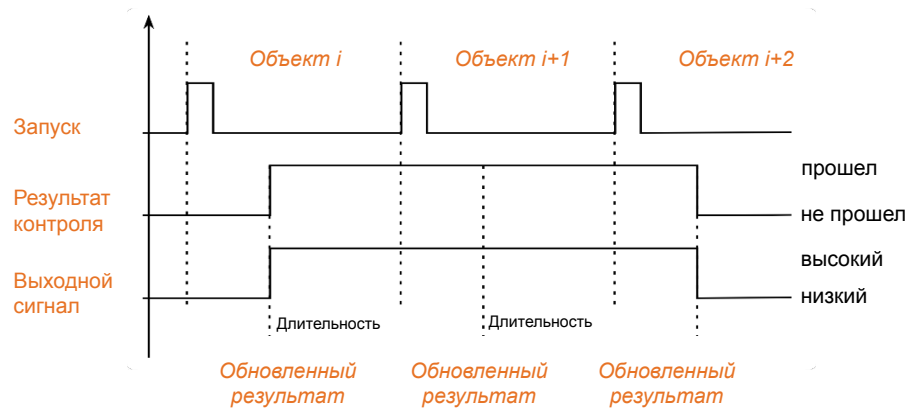 Объект i
Объект i+1
Объект i+2
Запуск
прошел
Результат
контроля
не прошел
высокий
Выходной
сигнал
низкий
Длительность
Длительность
Обновленный
результат
Обновленный
результат
Обновленный
результат